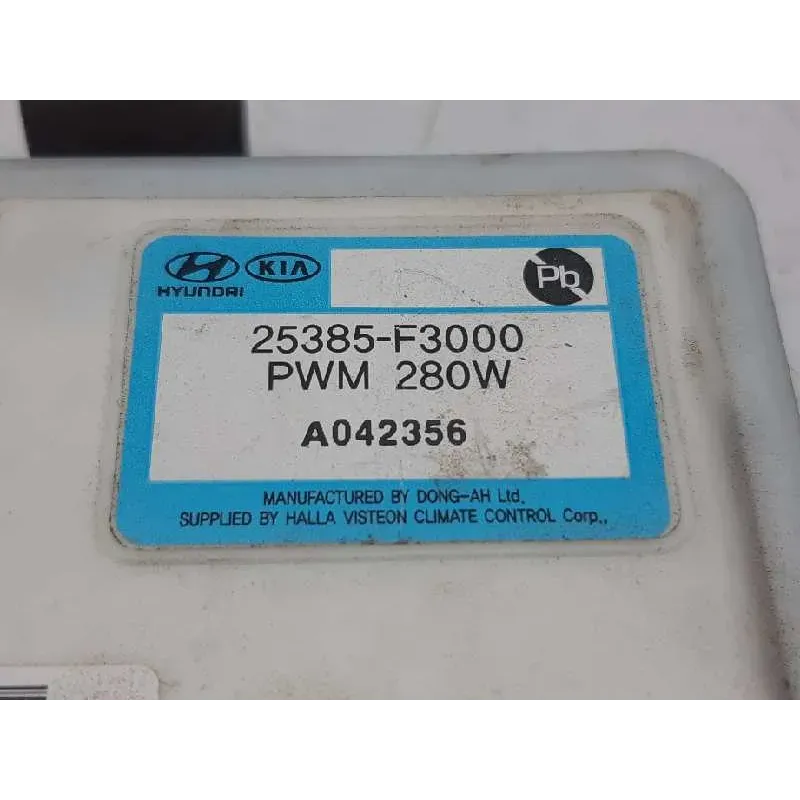 HYUNDAI KIA Pb
25385-F3000
PWM 280W
A042356
MANUFACTURED BY DONG-AH Ltd.
SUPPLIED BY HALLA VISTEON CLIMATE CONTROL Corp.,